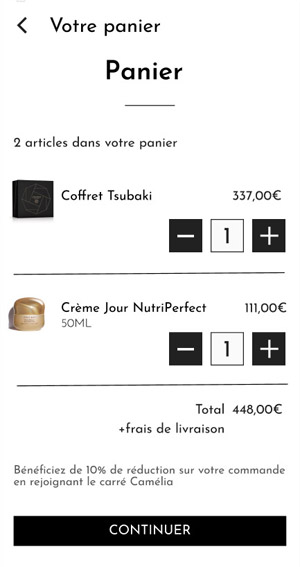 Votre panier
Panier
2 articles dans votre panier
Coffret Tsubaki 337,00€
1
Crème Jour NutriPerfect 111,00€
50ML
1
Total 448,00€
+frais de livraison
Bénéficiez de 10% de réduction sur votre commande
en rejoignant le carré Camélia
CONTINUER